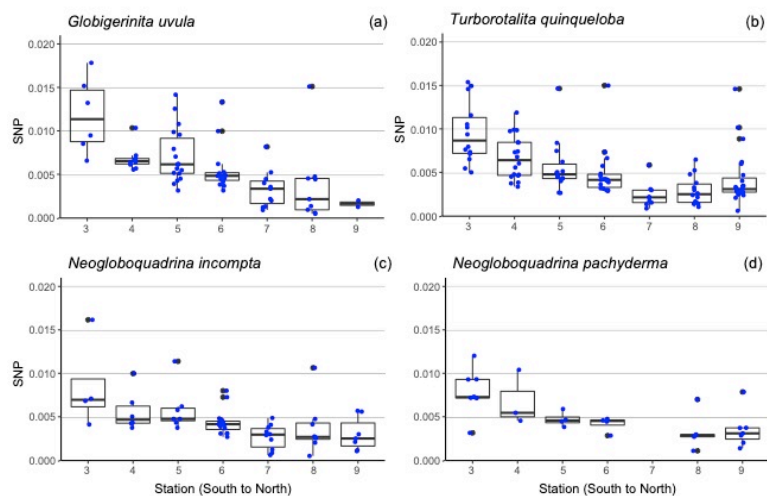 Globigerinita uvula (a)
0.020
0.015
0.010
0.005
0.000
SNP
3 4 5 6 7 8 9
Turborotalita quinqueloba (b)
0.020
0.015
0.010
0.005
0.000
SNP
3 4 5 6 7 8 9
Neogloboquadrina incompta (c)
0.020
0.015
0.010
0.005
0.000
SNP
3 4 5 6 7 8 9
Station (South to North)
Neogloboquadrina pachyderma (d)
0.020
0.015
0.010
0.005
0.000
3 4 5 6 7 8 9
Station (South to North)